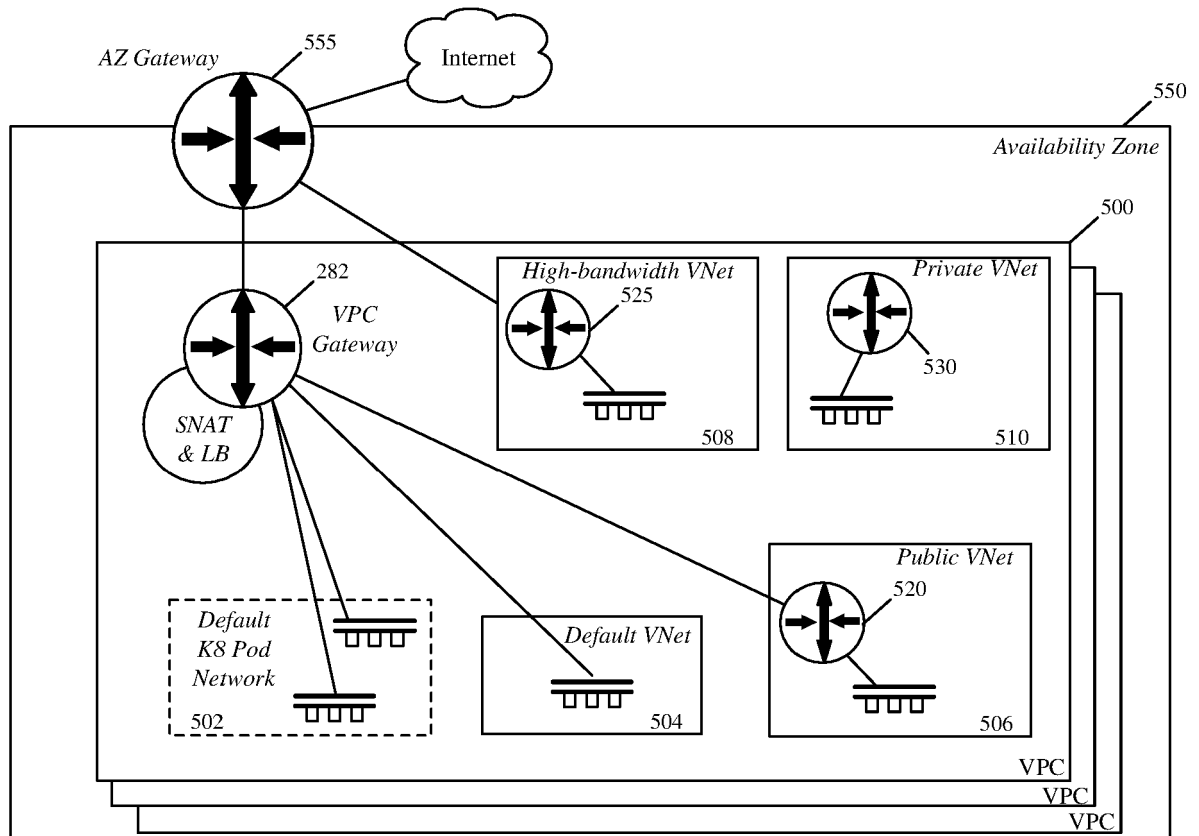 555
AZ Gateway
Internet
550
Availability Zone
500
282
VPC
Gateway
SNAT
& LB
High-bandwidth VNet
525
508
Private VNet
530
510
Default
K8 Pod
Network
502
Default VNet
504
Public VNet
520
506
VPC
VPC
VPC